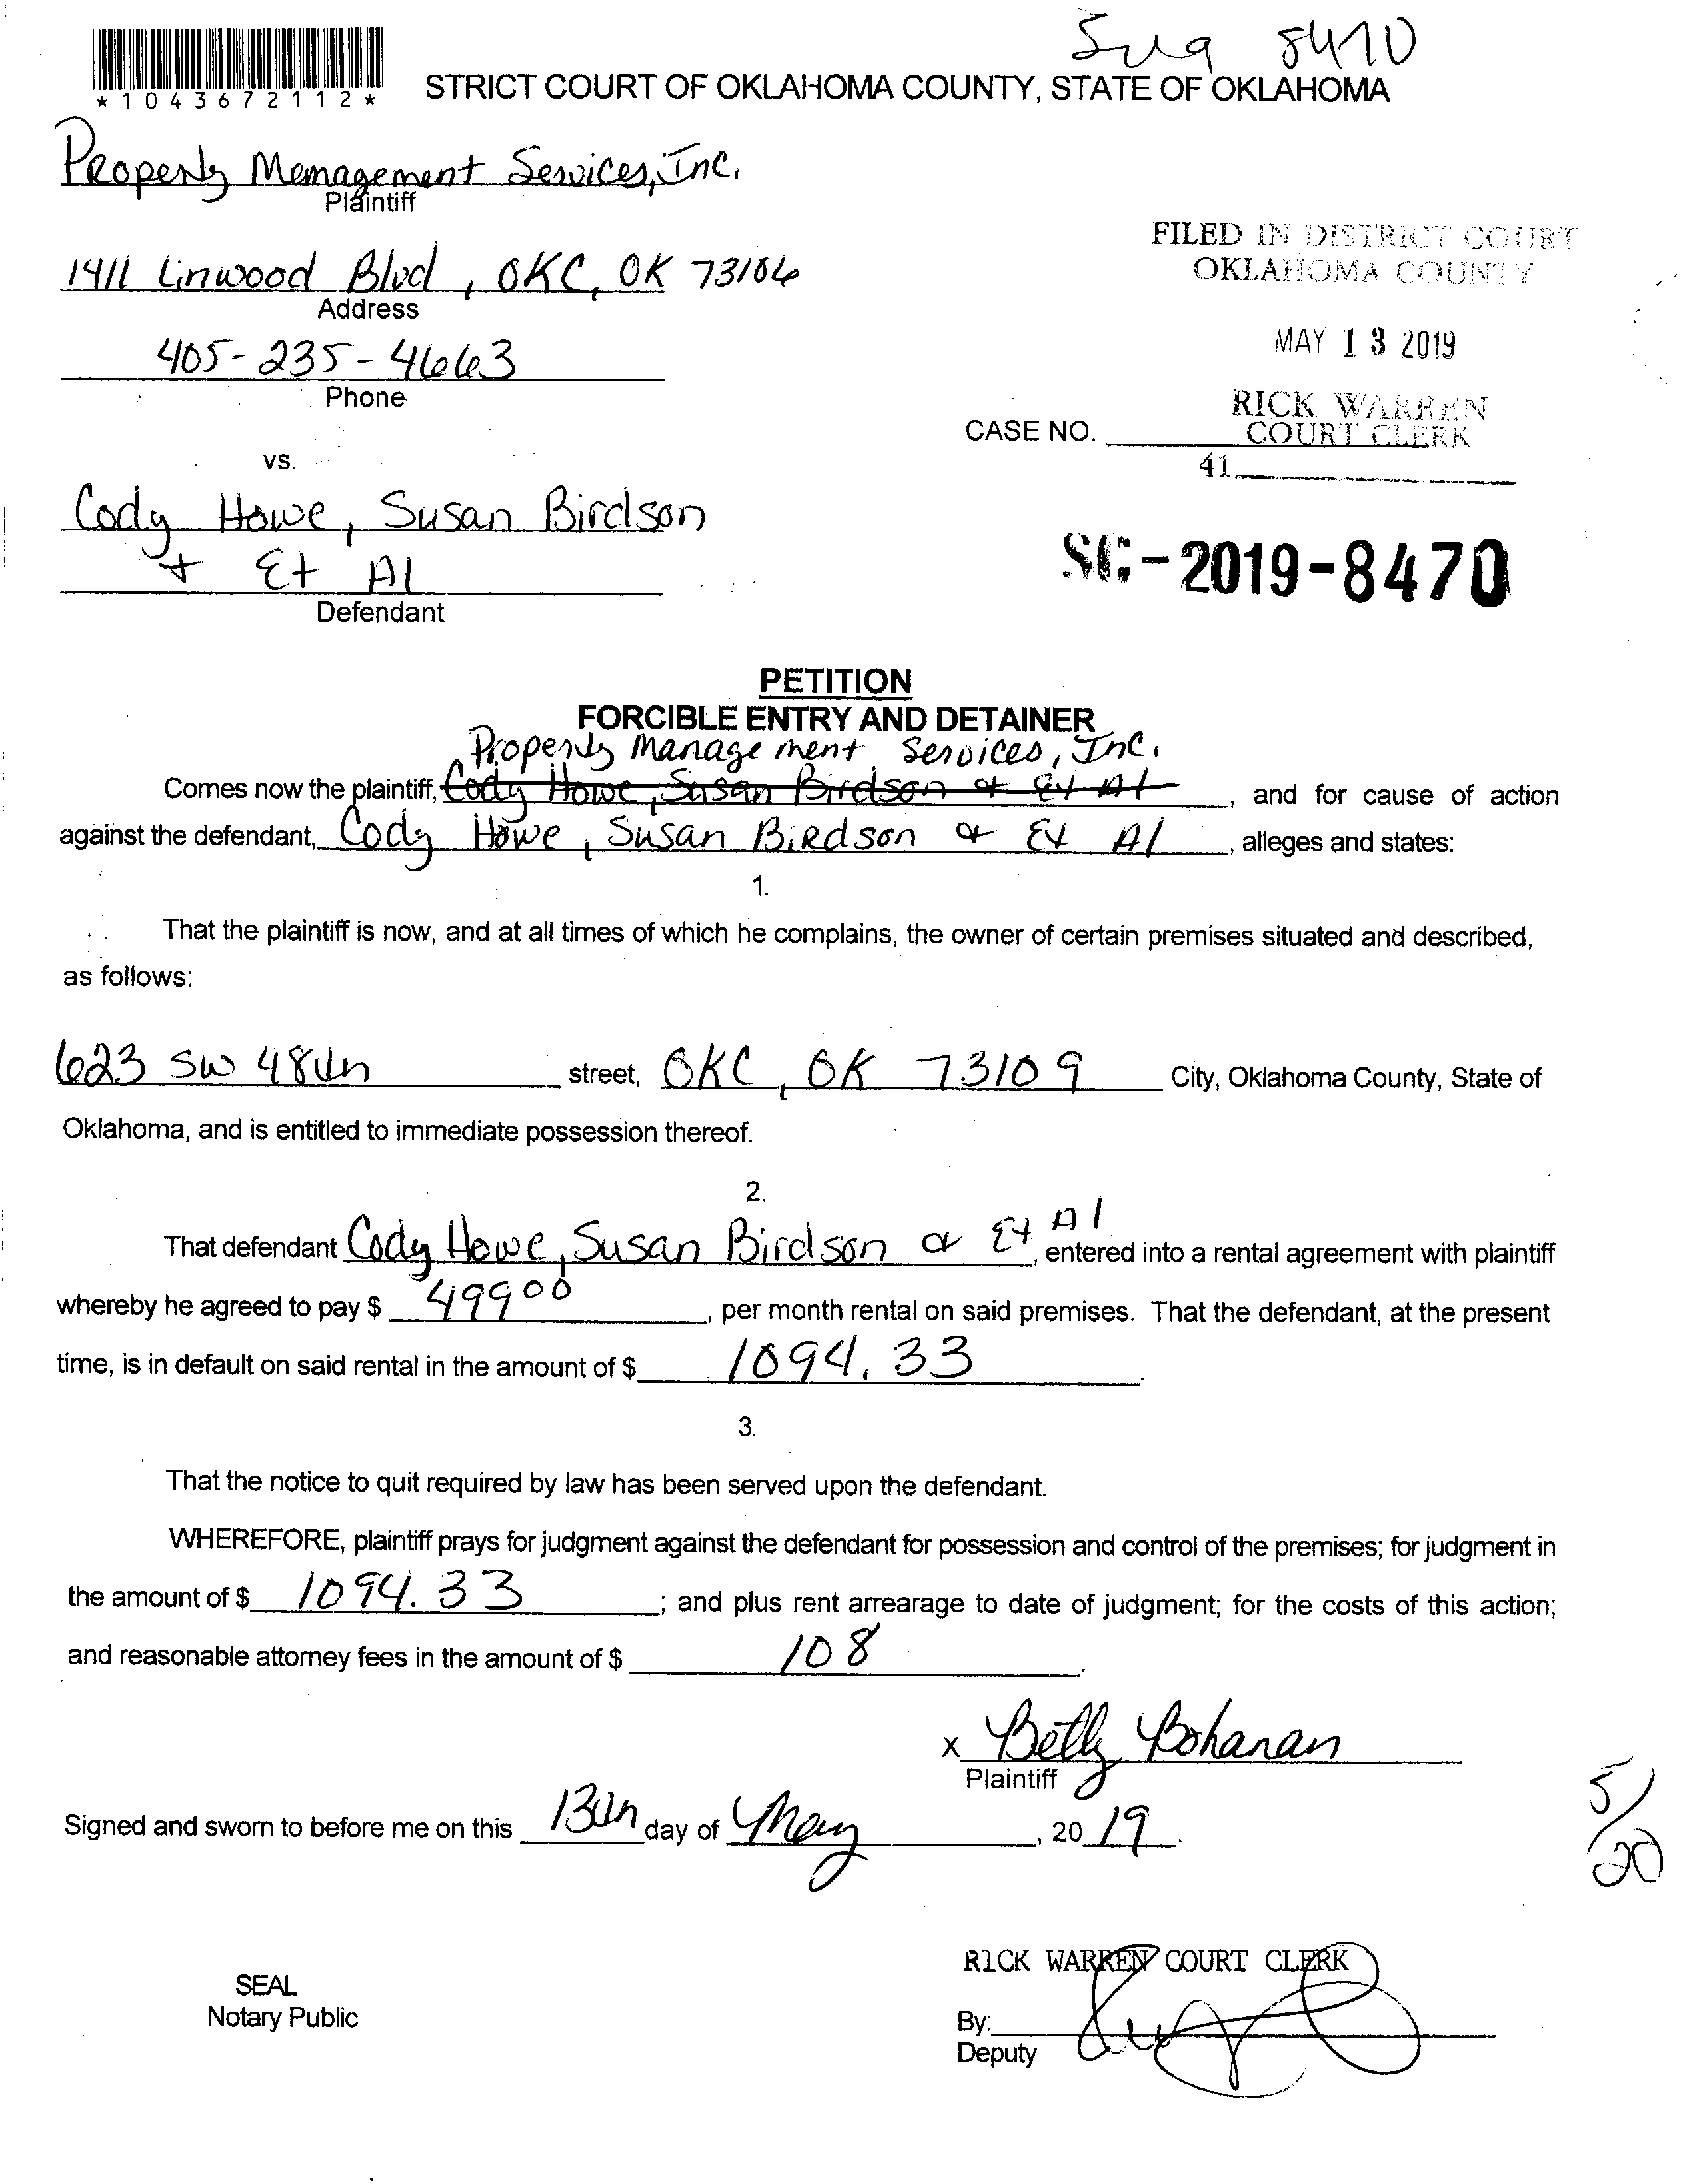 Sug 8470
*1043672112*
STRICT COURT OF OKLAHOMA COUNTY, STATE OF OKLAHOMA
Property Management Services, Inc.
Plaintiff
1411 Linwood Blvd, OKC, OK 73106
Address
405-235-4663
Phone
FILED IN DISTRICT COURT
OKLAHOMA COUNTY
MAY 13 2019
RICK WARREN
COURT CLERK
CASE NO.
41
vs.
Cody Howe, Susan Birdson
+ Et Al
Defendant
SC-2019-8470
PETITION
FORCIBLE ENTRY AND DETAINER
Property Management Services, Inc.
Comes now the plaintiff, Cody Howe, Susan Birdson & Et Al, and for cause of action
against the defendant, Cody Howe, Susan Birdson & Et Al, alleges and states:
1.
That the plaintiff is now, and at all times of which he complains, the owner of certain premises situated and described,
as follows:
623 SW 48th street, OKC, OK 73109 City, Oklahoma County, State of
Oklahoma, and is entitled to immediate possession thereof.
2.
That defendant Cody Howe, Susan Birdson & Et Al, entered into a rental agreement with plaintiff
whereby he agreed to pay $ 499 00, per month rental on said premises. That the defendant, at the present
time, is in default on said rental in the amount of $ 1094.33.
3.
That the notice to quit required by law has been served upon the defendant.
WHEREFORE, plaintiff prays for judgment against the defendant for possession and control of the premises; for judgment in
the amount of $ 1094.33; and plus rent arrearage to date of judgment; for the costs of this action;
and reasonable attorney fees in the amount of $ 108.
x Betty Bohanan
Plaintiff
Signed and sworn to before me on this 13th day of May, 2019.
5/20
RICK WARREN COURT CLERK
SEAL
Notary Public
By:
Deputy